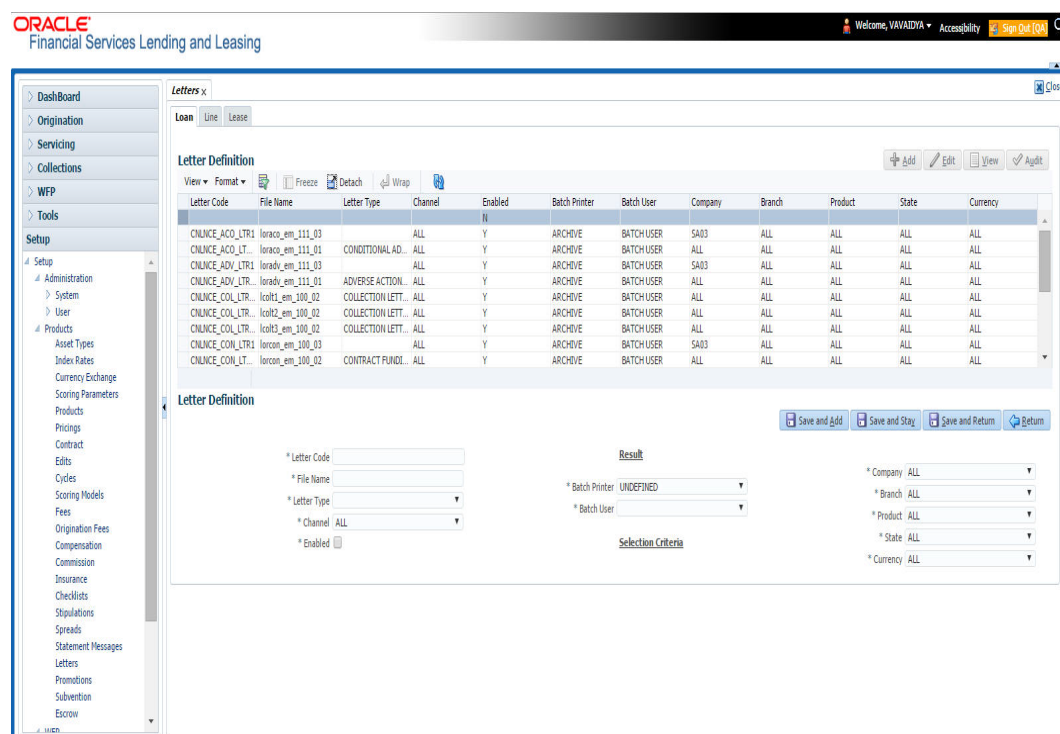 ORACLE
Financial Services Lending and Leasing
Welcome, VAVAIDYA Accessibility Sign Out [QA]
Letters x
Clos
DashBoard
Origination
Servicing
Collections
WFP
Tools
Setup
Setup
Administration
System
User
Products
Asset Types
Index Rates
Currency Exchange
Scoring Parameters
Products
Pricings
Contract
Edits
Cycles
Scoring Models
Fees
Origination Fees
Compensation
Commission
Insurance
Checklists
Stipulations
Spreads
Statement Messages
Letters
Promotions
Subvention
Escrow
WFP
Loan Line Lease
Letter Definition
Add Edit View Audit
View Format Freeze Detach Wrap
Letter Code File Name Letter Type Channel Enabled Batch Printer Batch User Company Branch Product State Currency
N
CNLNCE_ACO_LTR1 loraco_em_111_03 ALL Y ARCHIVE BATCH USER SA03 ALL ALL ALL ALL
CNLNCE_ACO_LT... loraco_em_111_01 CONDITIONAL AD... ALL Y ARCHIVE BATCH USER ALL ALL ALL ALL ALL
CNLNCE_ADV_LTR1 loradv_em_111_03 ALL Y ARCHIVE BATCH USER SA03 ALL ALL ALL ALL
CNLNCE_ADV_LTR... loradv_em_111_01 ADVERSE ACTION... ALL Y ARCHIVE BATCH USER ALL ALL ALL ALL ALL
CNLNCE_COL_LTR... lcolt1_em_100_02 COLLECTION LETT... ALL Y ARCHIVE BATCH USER ALL ALL ALL ALL ALL
CNLNCE_COL_LTR... lcolt2_em_100_02 COLLECTION LETT... ALL Y ARCHIVE BATCH USER ALL ALL ALL ALL ALL
CNLNCE_COL_LTR... lcolt3_em_100_02 COLLECTION LETT... ALL Y ARCHIVE BATCH USER ALL ALL ALL ALL ALL
CNLNCE_CON_LTR1 lorcon_em_100_03 ALL Y ARCHIVE BATCH USER SA03 ALL ALL ALL ALL
CNLNCE_CON_LT... lorcon_em_100_02 CONTRACT FUNDI... ALL Y ARCHIVE BATCH USER ALL ALL ALL ALL ALL
Letter Definition
Save and Add Save and Stay Save and Return Return
* Letter Code
* File Name
* Letter Type
* Channel ALL
* Enabled
Result
* Batch Printer UNDEFINED
* Batch User
Selection Criteria
* Company ALL
* Branch ALL
* Product ALL
* State ALL
* Currency ALL